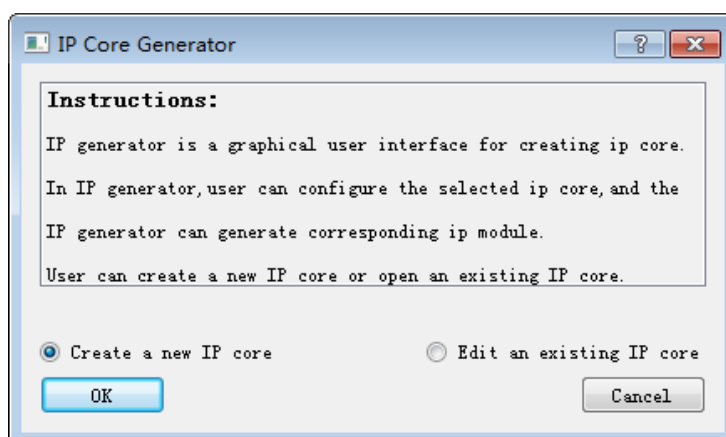 IP Core Generator
Instructions:
IP generator is a graphical user interface for creating ip core.
In IP generator, user can configure the selected ip core, and the
IP generator can generate corresponding ip module.
User can create a new IP core or open an existing IP core.
Create a new IP core
Edit an existing IP core
OK
Cancel